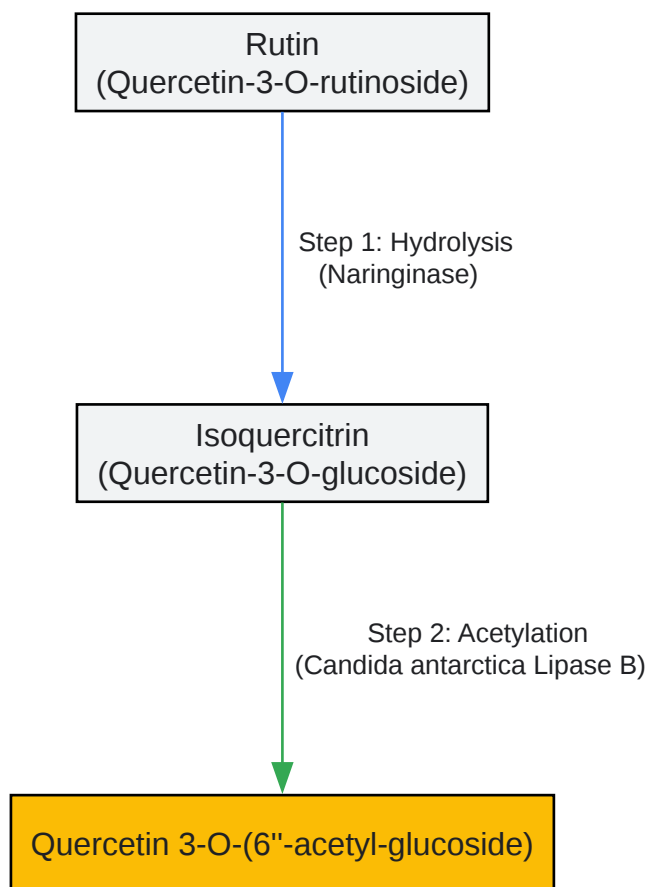 Rutin
(Quercetin-3-O-rutinoside)
Step 1: Hydrolysis
(Naringinase)
Isoquercitrin
(Quercetin-3-O-glucoside)
Step 2: Acetylation
(Candida antarctica Lipase B)
Quercetin 3-O-(6''-acetyl-glucoside)